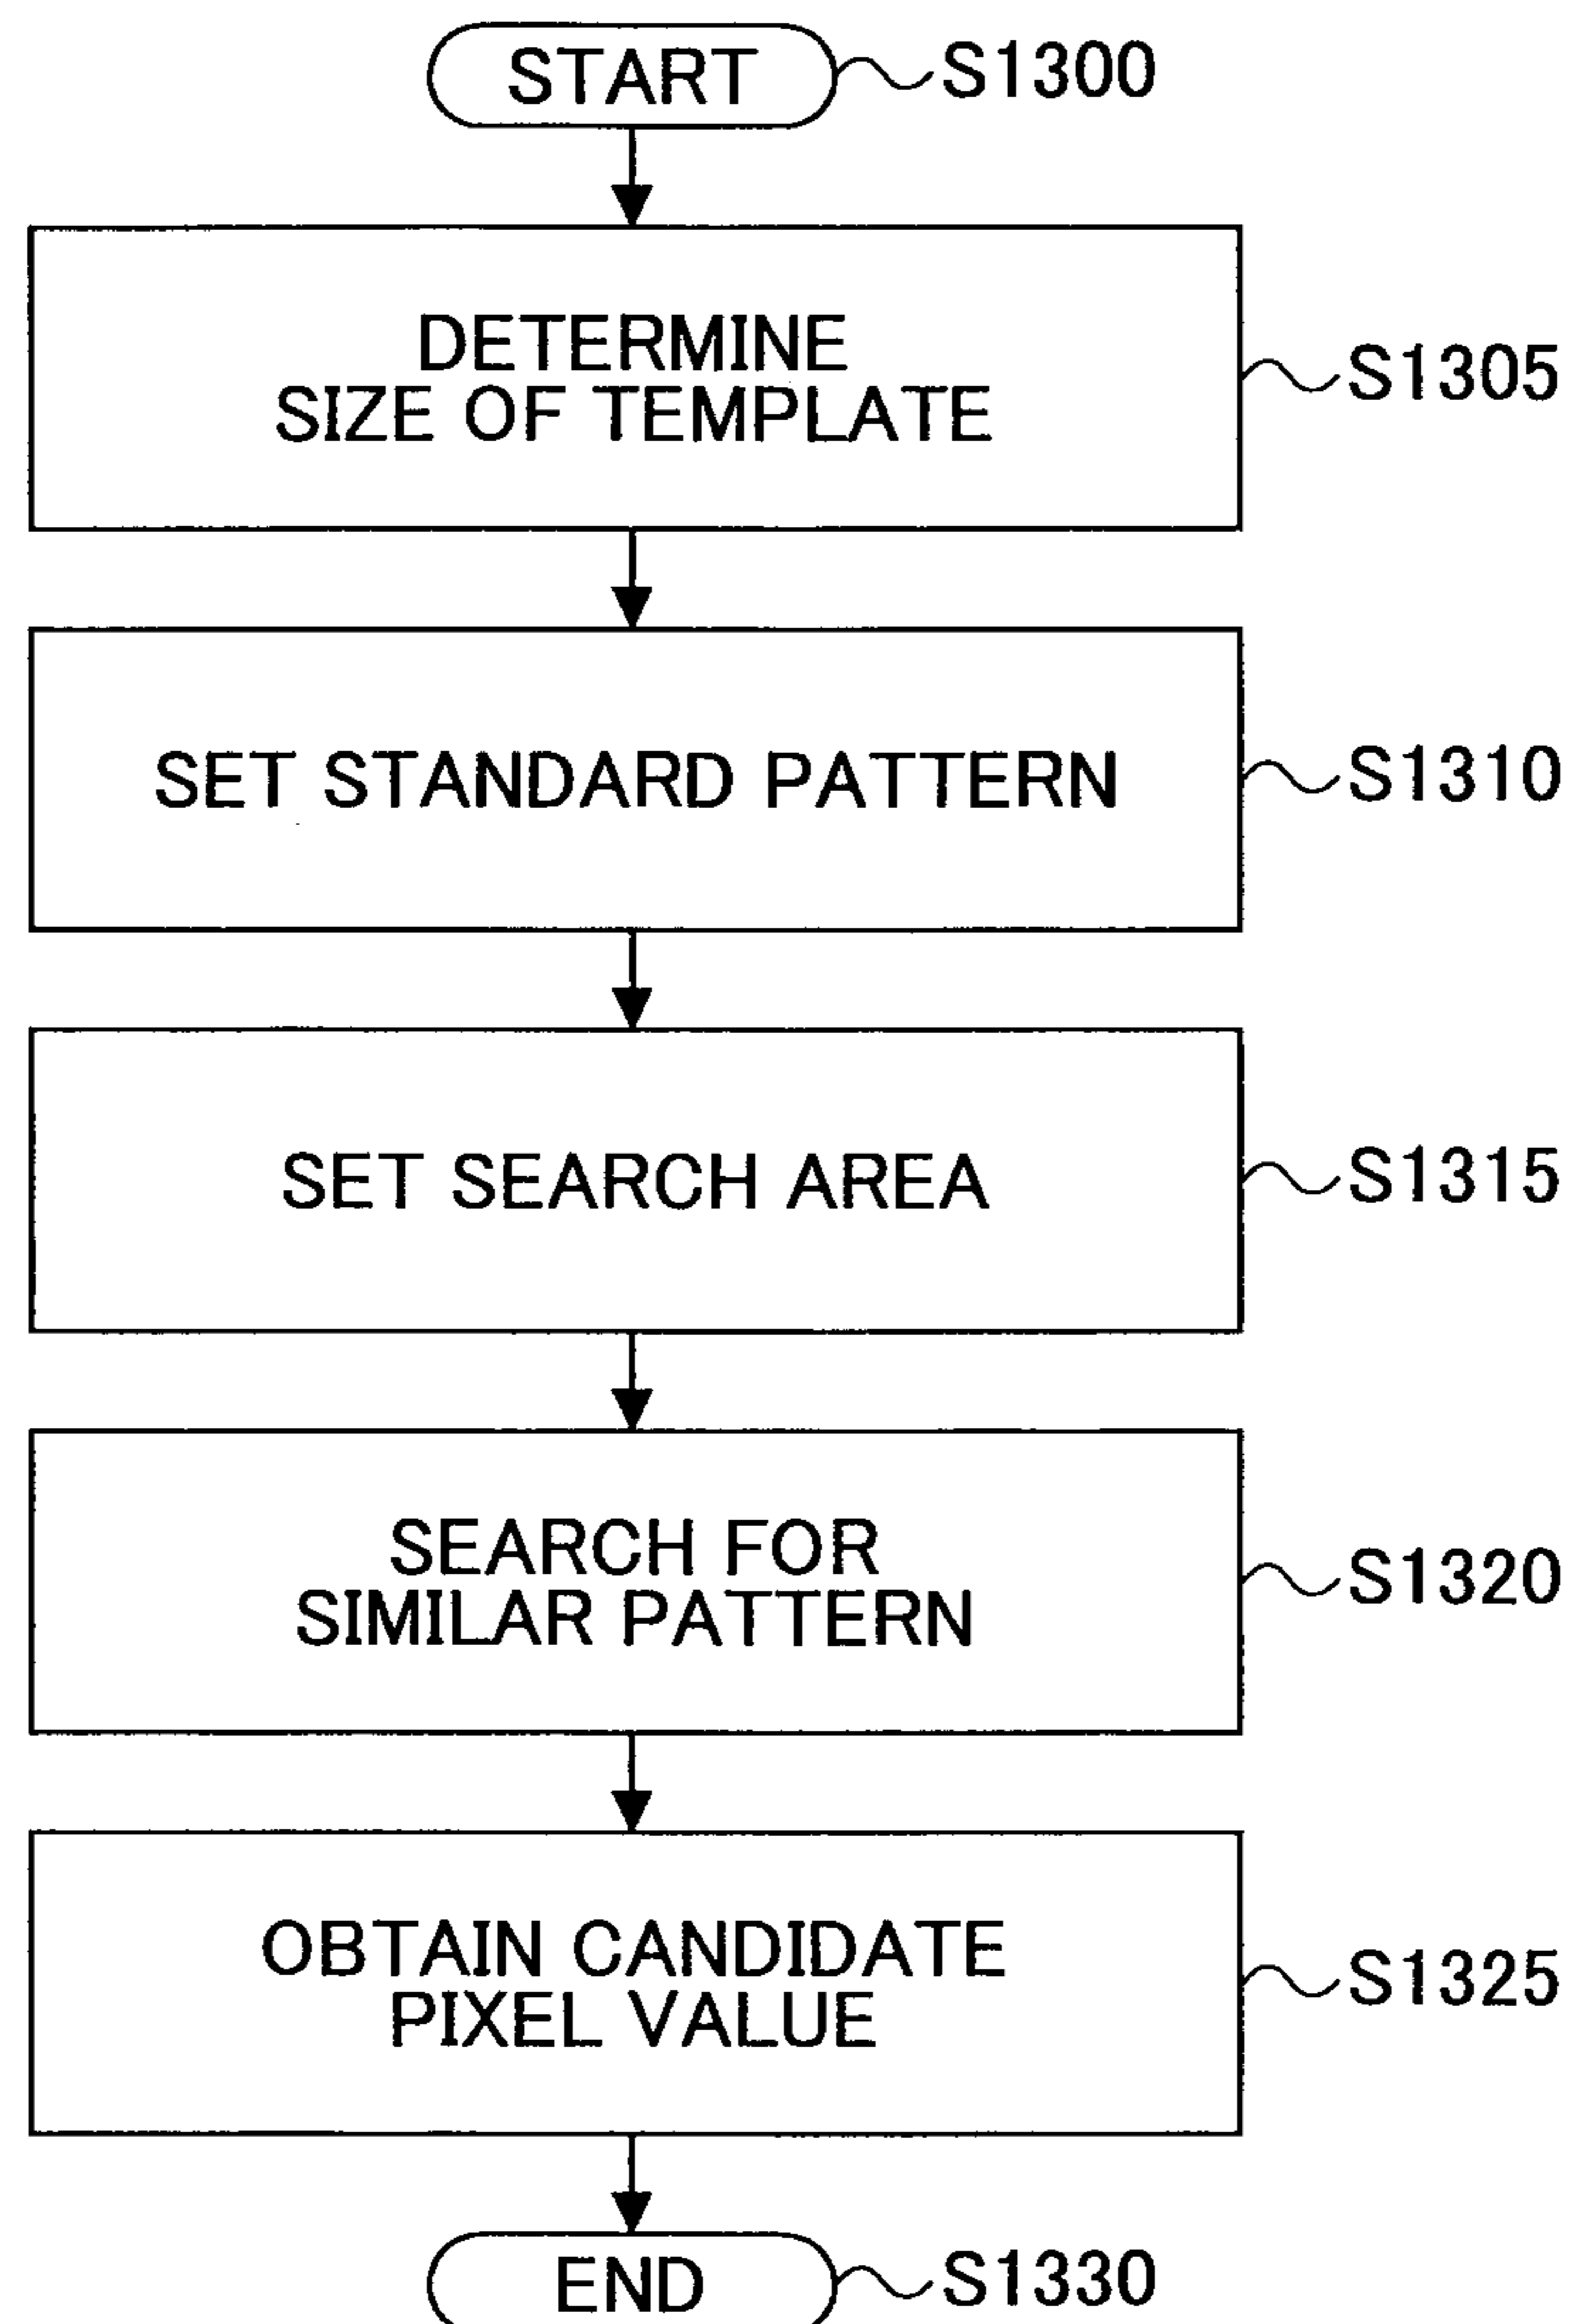 START
S1300
DETERMINE
SIZE OF TEMPLATE
S1305
SET STANDARD PATTERN
S1310
SET SEARCH AREA
S1315
SEARCH FOR
SIMILAR PATTERN
S1320
OBTAIN CANDIDATE
PIXEL VALUE
S1325
END
S1330